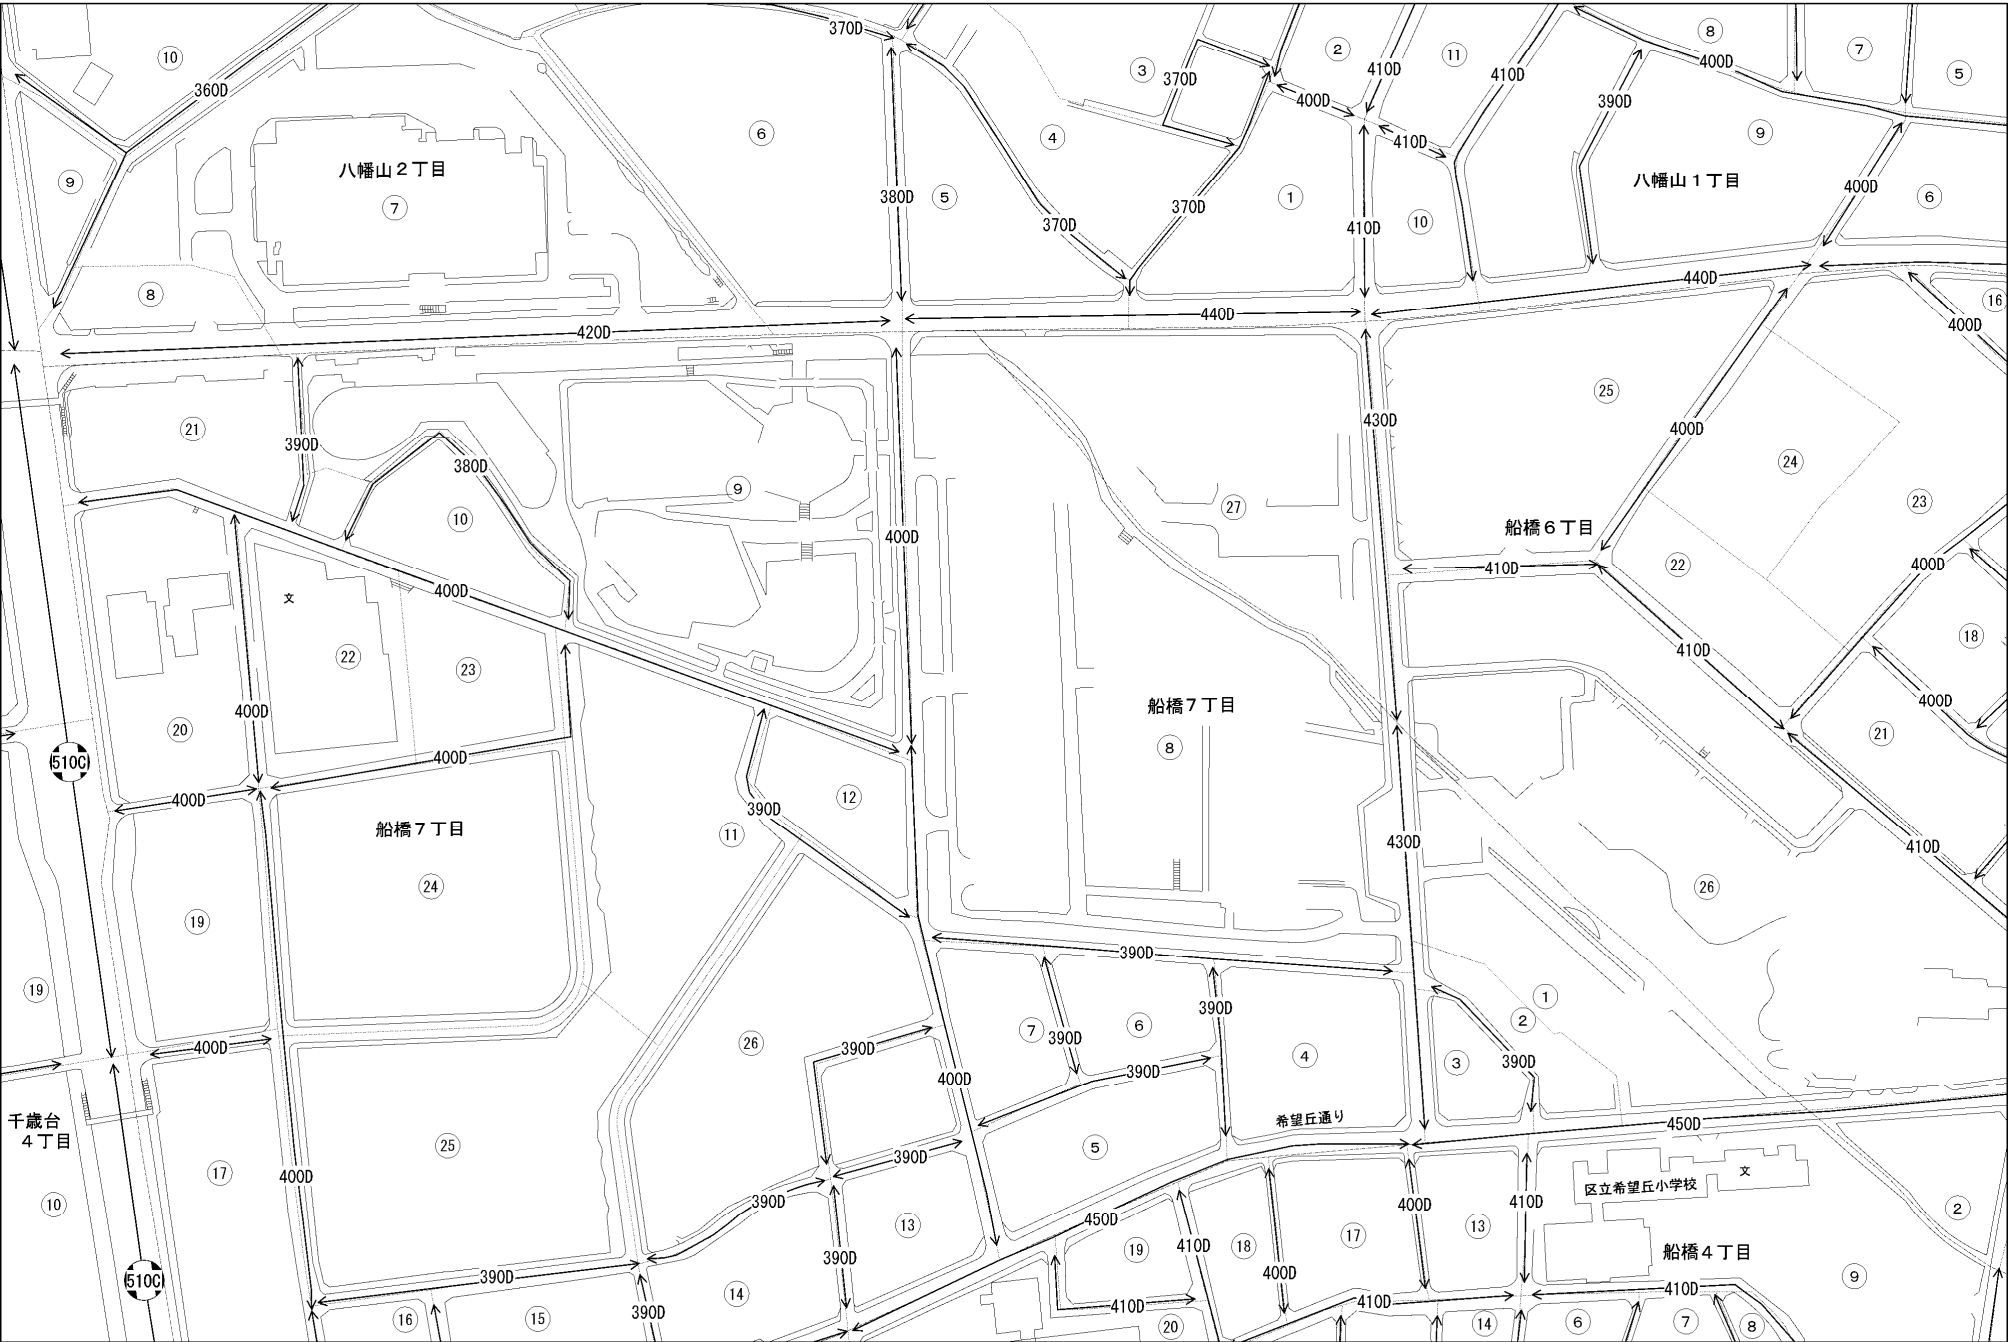 370D
⑧
⑩
②
⑪
⑦
③
410D
410D
400D
⑤
370D
360D
400D
390D
⑥
④
410D
⑨
八幡山２丁目
八幡山１丁目
⑨
400D
⑦
380D
⑤
370D
370D
①
410D
⑩
⑥
⑧
440D
⑯
420D
440D
400D
㉕
㉑
390D
430D
400D
380D
⑨
㉔
⑩
㉗
㉓
船橋６丁目
400D
410D
㉒
400D
400D
文
㉒
㉓
410D
⑱
400D
船橋７丁目
400D
⑳
⑧
㉑
510C
400D
400D
⑫
390D
船橋７丁目
⑪
430D
410D
㉔
㉖
⑲
390D
⑲
①
390D
⑦
⑥
②
400D
㉖
390D
390D
④
③
390D
390D
400D
千歳台
４丁目
希望丘通り
450D
㉕
⑤
390D
⑰
400D
文
区立希望丘小学校
390D
400D
410D
⑩
450D
⑬
⑰
⑬
②
410D
⑱
⑲
船橋４丁目
390D
400D
510C
390D
⑨
⑭
410D
410D
410D
390D
⑯
⑮
⑳
⑭
⑥
⑦
⑧